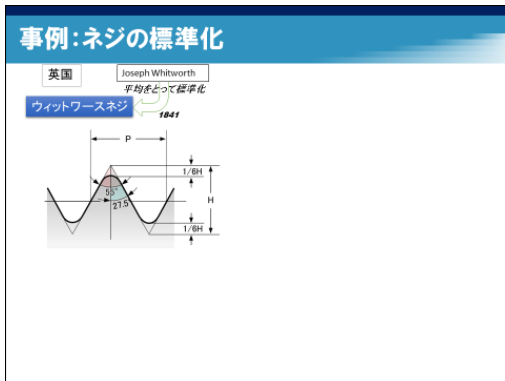 事例：ネジの標準化
英国
Joseph Whitworth
平均をとって標準化
ウィットワースネジ
1841
P
1/6H
55°
27.5°
H
1/6H